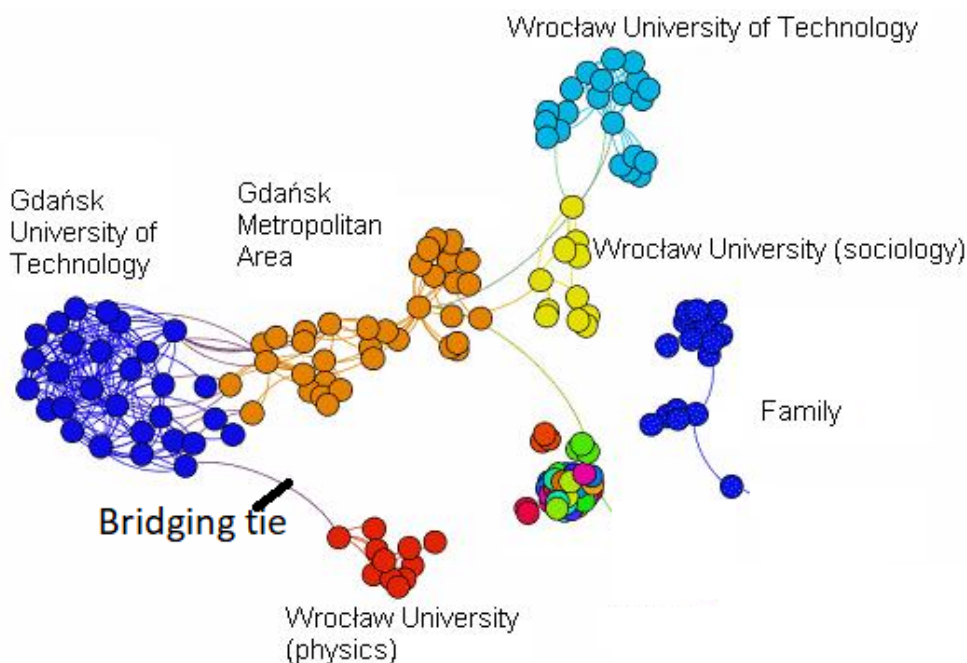 Wrocław University of Technology
Gdańsk
University of
Technology
Gdańsk
Metropolitan
Area
Wrocław University (sociology)
Family
Bridging tie
Wrocław University
(physics)